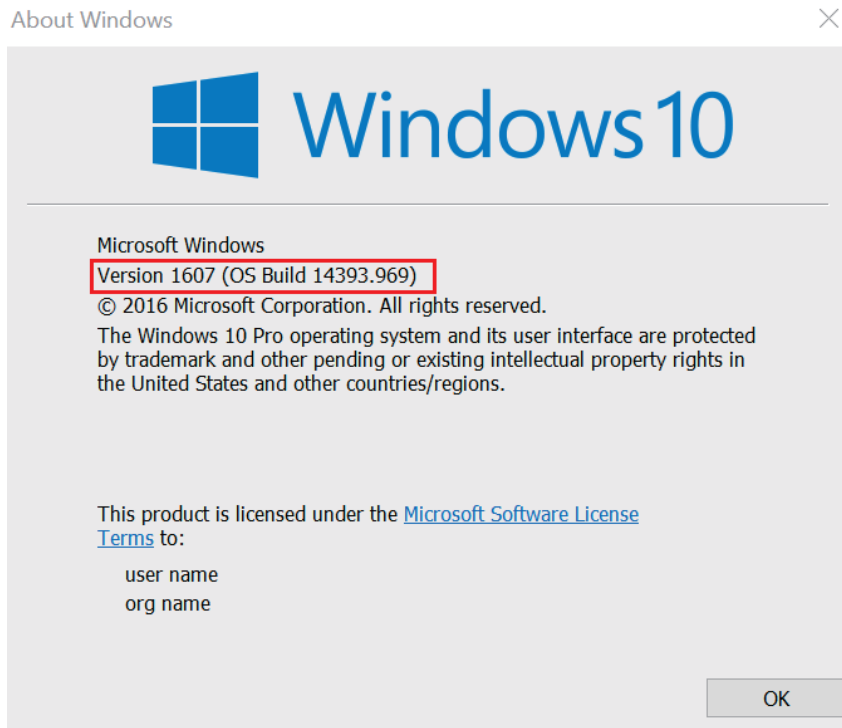 About Windows
Windows 10
Microsoft Windows
Version 1607 (OS Build 14393.969)
© 2016 Microsoft Corporation. All rights reserved.
The Windows 10 Pro operating system and its user interface are protected
by trademark and other pending or existing intellectual property rights in
the United States and other countries/regions.
This product is licensed under the Microsoft Software License
Terms to:
user name
org name
OK